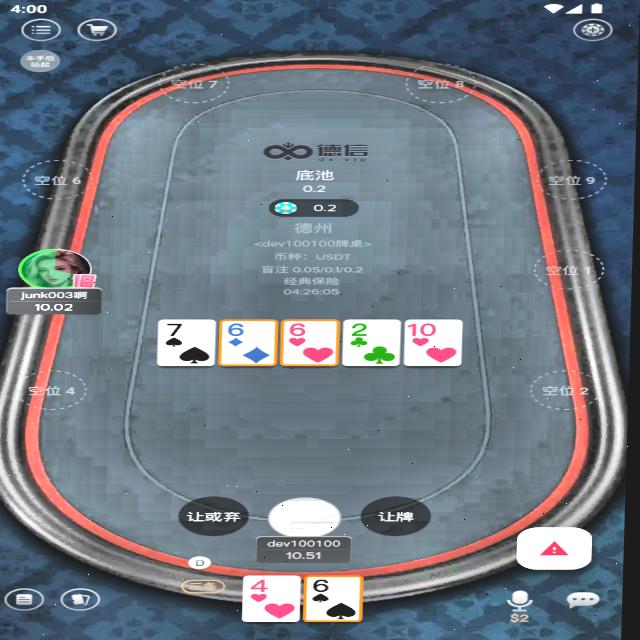 4:00
本手后
站起
空位 7
空位 8
德信
dx.vip
底池
0.2
0.2
空位 6
空位 9
德州
<dev100100牌桌>
币种： USDT
盲注 0.05/0.1/0.2
经典保险
04:26:05
空位 1
junk003啊
10.02
7
6
6
2
10
空位 4
空位 2
让或弃
让牌
dev100100
10.51
D
三条
4
6
$2